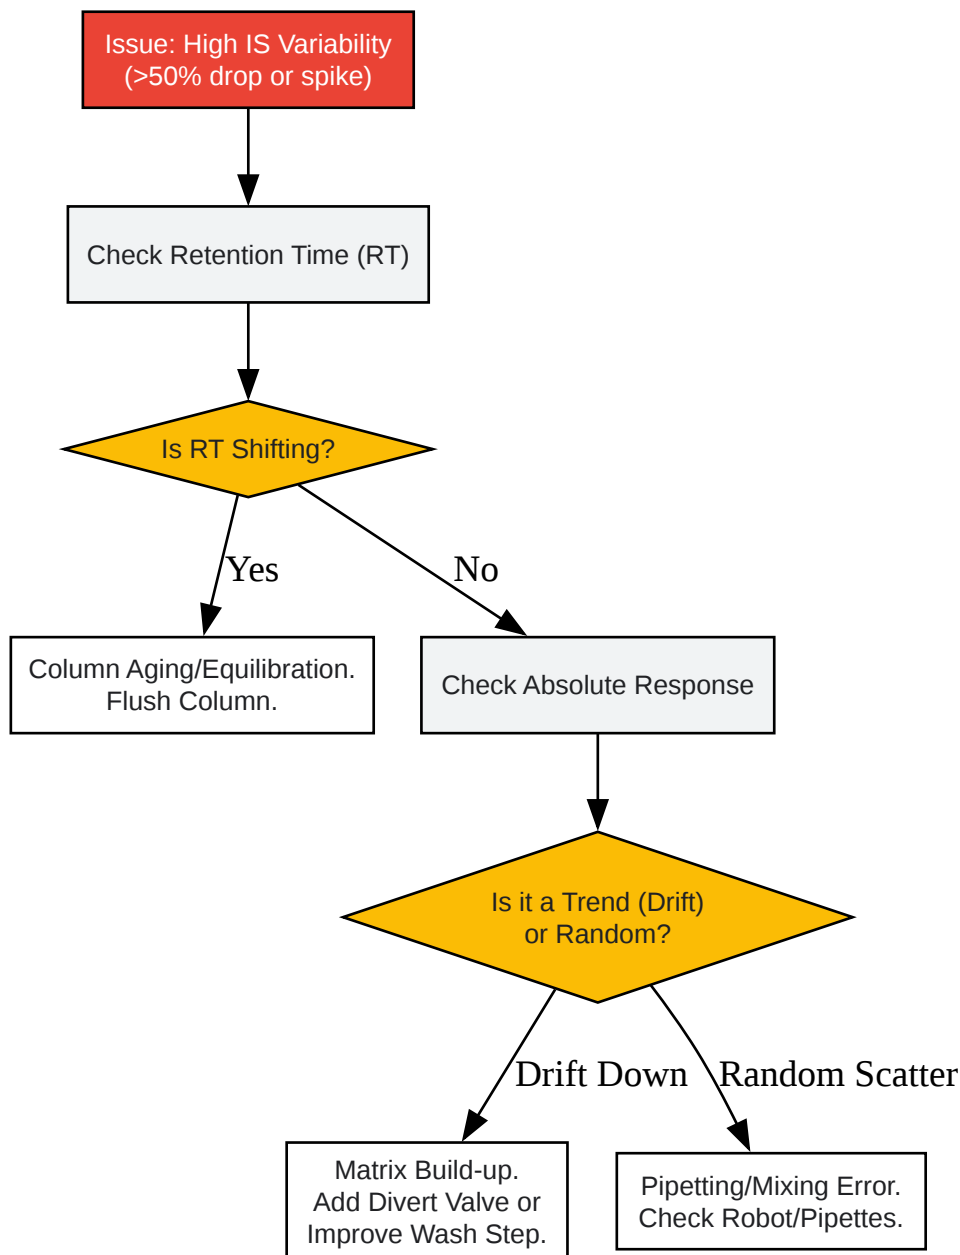 Issue: High IS Variability
(>50% drop or spike)
Check Retention Time (RT)
Is RT Shifting?
Yes
No
Column Aging/Equilibration.
Flush Column.
Check Absolute Response
Is it a Trend (Drift)
or Random?
Drift Down
Random Scatter
Matrix Build-up.
Add Divert Valve or
Improve Wash Step.
Pipetting/Mixing Error.
Check Robot/Pipettes.